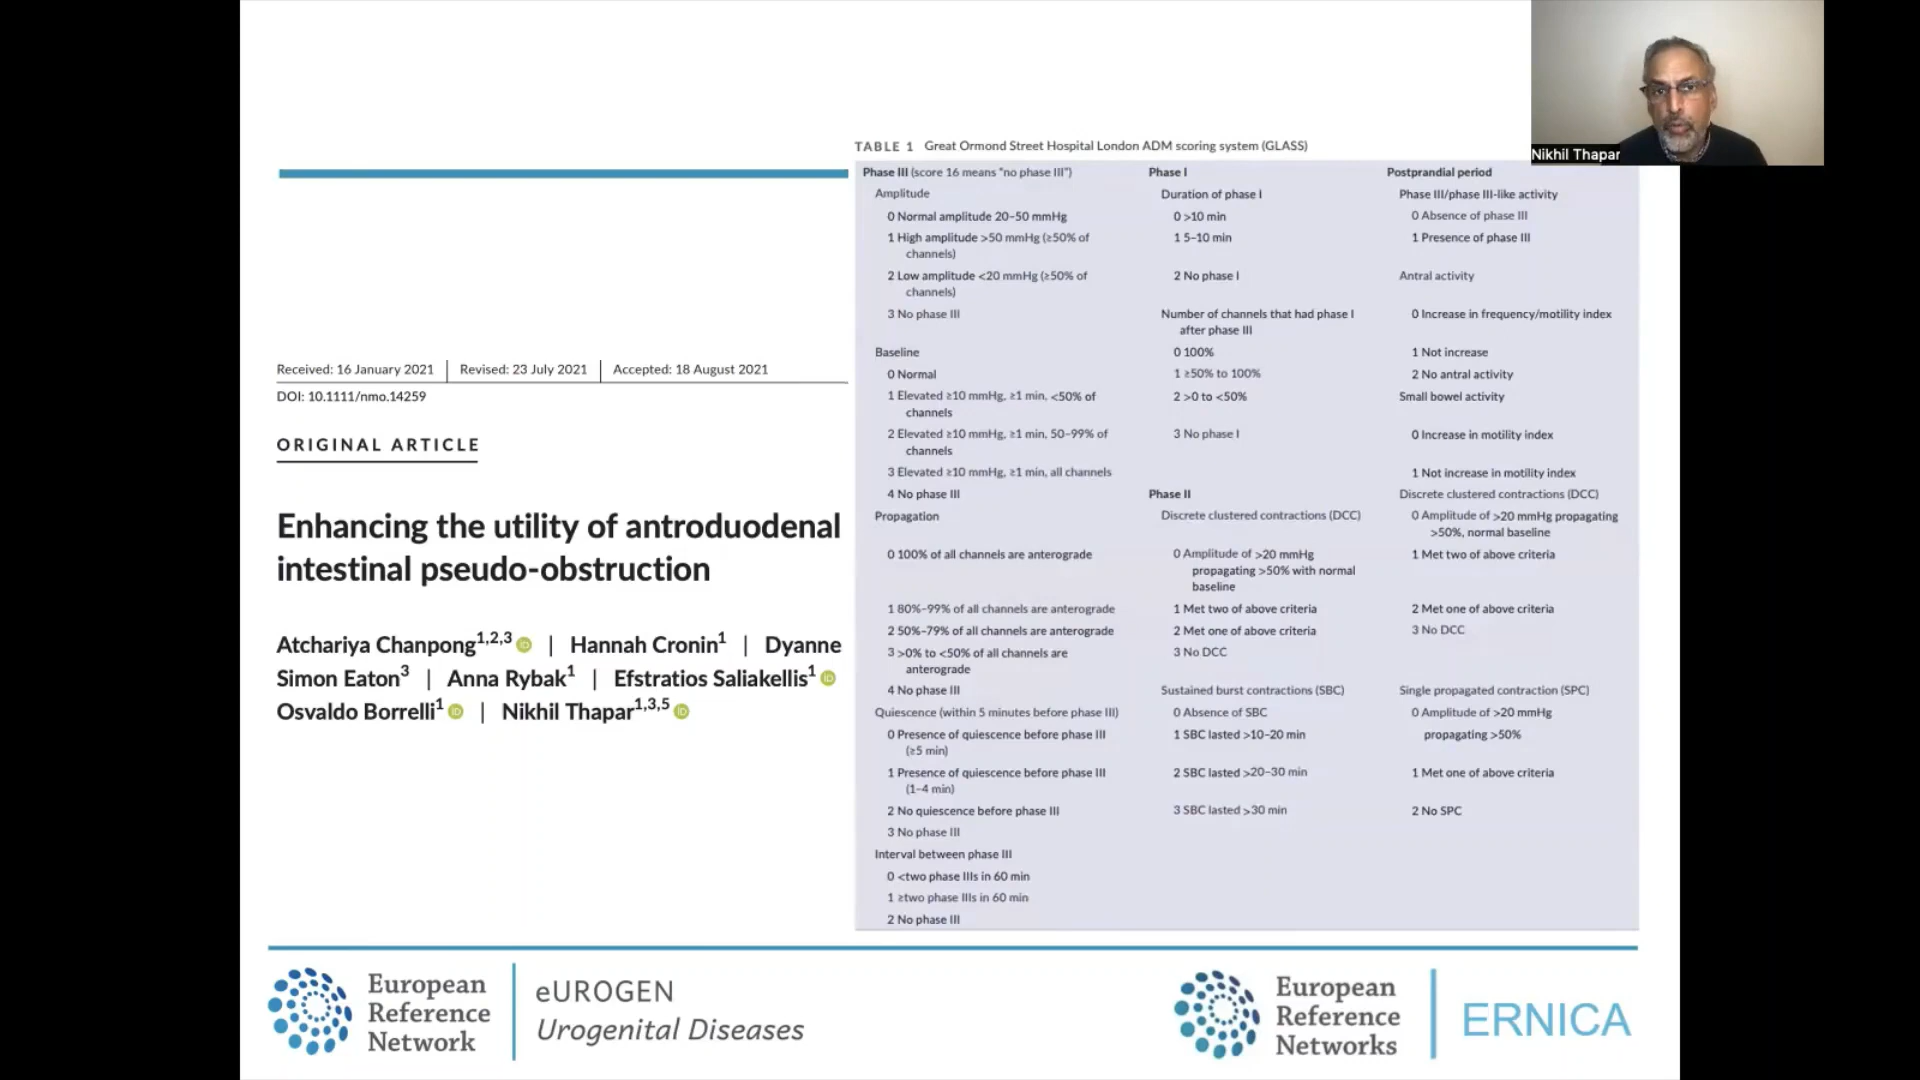 Nikhil Thapar
Received: 16 January 2021 | Revised: 23 July 2021 | Accepted: 18 August 2021
DOI: 10.1111/nmo.14259
ORIGINAL ARTICLE
Enhancing the utility of antroduodenal
intestinal pseudo-obstruction
Atchariya Chanpong1,2,3 | Hannah Cronin1 | Dyanne
Simon Eaton3 | Anna Rybak1 | Efstratios Saliakellis1
Osvaldo Borrelli1 | Nikhil Thapar1,3,5
TABLE 1 Great Ormond Street Hospital London ADM scoring system (GLASS)
Phase III (score 16 means “no phase III”)
Amplitude
0 Normal amplitude 20–50 mmHg
1 High amplitude >50 mmHg (≥50% of
channels)
2 Low amplitude <20 mmHg (≥50% of
channels)
3 No phase III
Baseline
0 Normal
1 Elevated ≥10 mmHg, ≥1 min, <50% of
channels
2 Elevated ≥10 mmHg, ≥1 min, 50–99% of
channels
3 Elevated ≥10 mmHg, ≥1 min, all channels
4 No phase III
Propagation
0 100% of all channels are anterograde
1 80%–99% of all channels are anterograde
2 50%–79% of all channels are anterograde
3 >0% to <50% of all channels are
anterograde
4 No phase III
Quiescence (within 5 minutes before phase III)
0 Presence of quiescence before phase III
(≥5 min)
1 Presence of quiescence before phase III
(1–4 min)
2 No quiescence before phase III
3 No phase III
Interval between phase III
0 <two phase IIIs in 60 min
1 ≥two phase IIIs in 60 min
2 No phase III
Phase I
Duration of phase I
0 >10 min
1 5–10 min
2 No phase I
Number of channels that had phase I
after phase III
0 100%
1 ≥50% to 100%
2 >0 to <50%
3 No phase I
Phase II
Discrete clustered contractions (DCC)
0 Amplitude of >20 mmHg
propagating >50% with normal
baseline
1 Met two of above criteria
2 Met one of above criteria
3 No DCC
Sustained burst contractions (SBC)
0 Absence of SBC
1 SBC lasted >10–20 min
2 SBC lasted >20–30 min
3 SBC lasted >30 min
Postprandial period
Phase III/phase III-like activity
0 Absence of phase III
1 Presence of phase III
Antral activity
0 Increase in frequency/motility index
1 Not increase
2 No antral activity
Small bowel activity
0 Increase in motility index
1 Not increase in motility index
Discrete clustered contractions (DCC)
0 Amplitude of >20 mmHg propagating
>50%, normal baseline
1 Met two of above criteria
2 Met one of above criteria
3 No DCC
Single propagated contraction (SPC)
0 Amplitude of >20 mmHg
propagating >50%
1 Met one of above criteria
2 No SPC
European
Reference
Network
eUROGEN
Urogenital Diseases
European
Reference
Networks
ERNICA